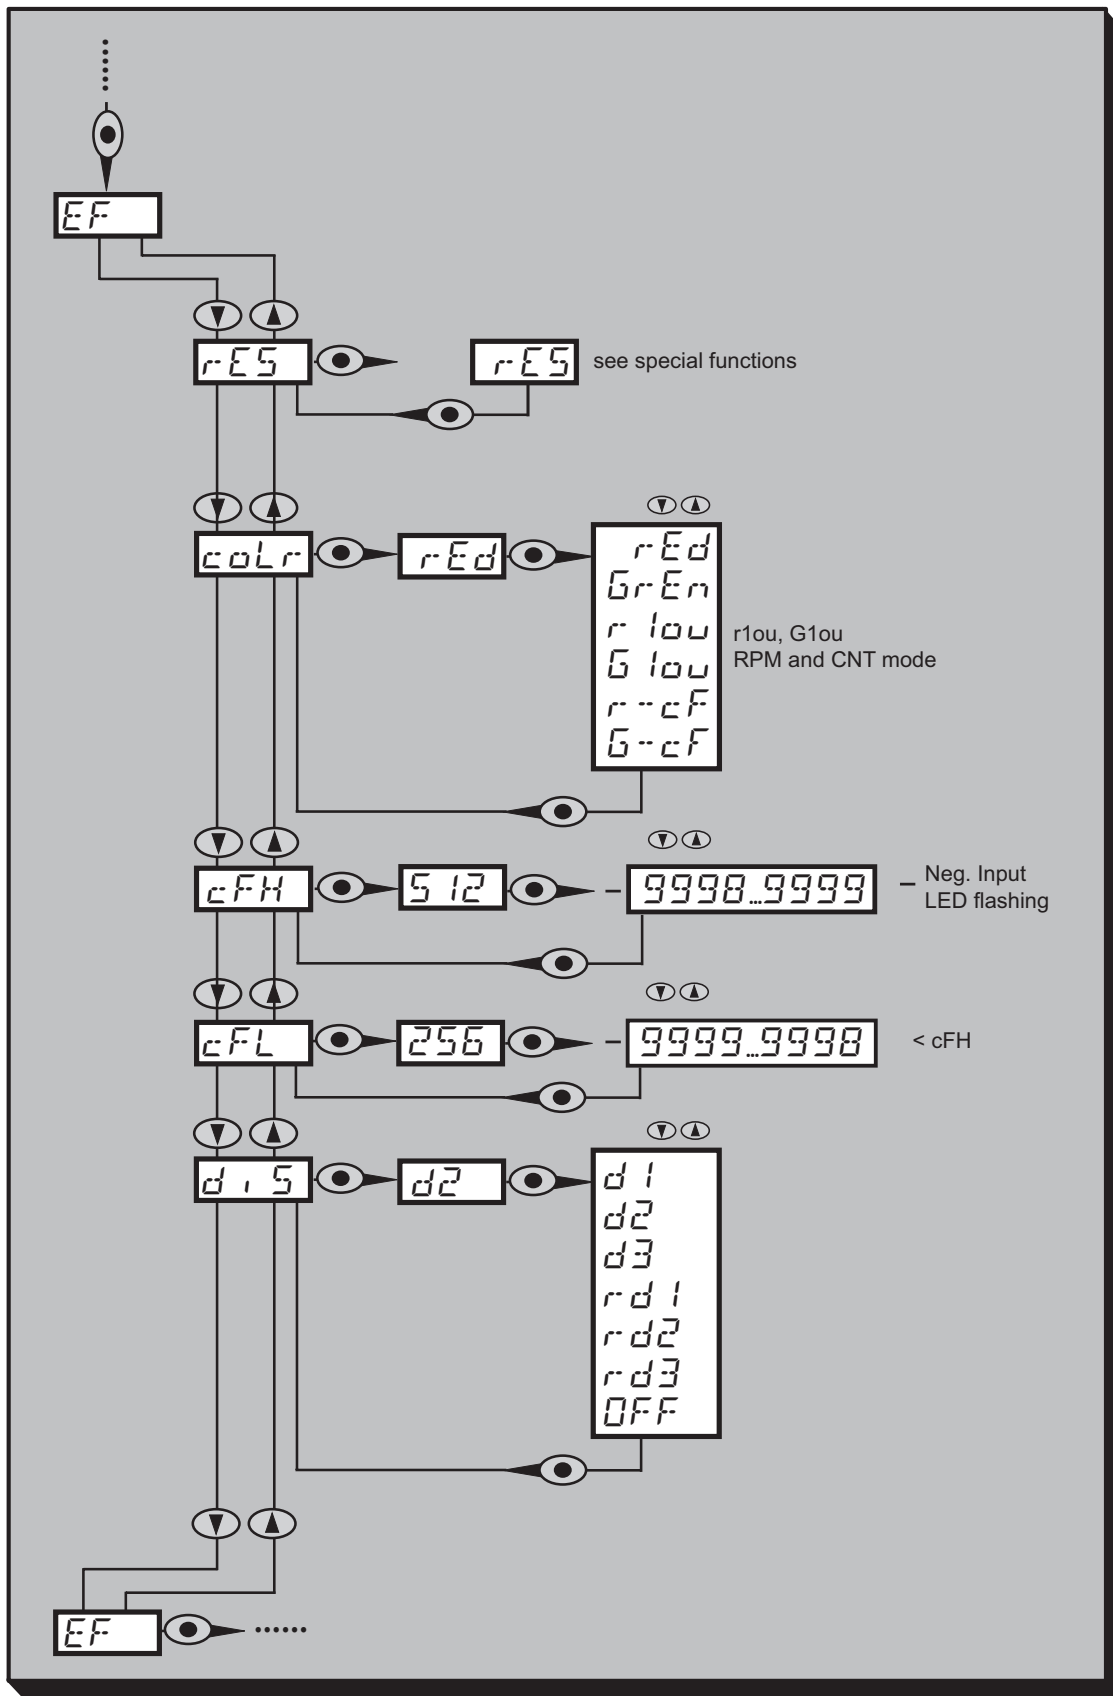 EF
rES
rES see special functions
coLr
rEd
rEd
GrEn
r1ou
G1ou
r--cF
G--cF
r1ou, G1ou
RPM and CNT mode
cFH
512
– 9998...9999
– Neg. Input
LED flashing
cFL
256
– 9999...9998
< cFH
diS
d2
d1
d2
d3
rd1
rd2
rd3
OFF
EF ......